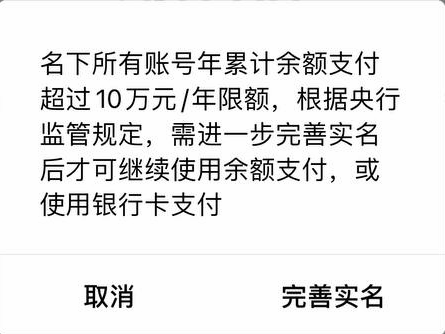 名下所有账号年累计余额支付
超过10万元/年限额，根据央行
监管规定，需进一步完善实名
后才可继续使用余额支付，或
使用银行卡支付
取消
完善实名